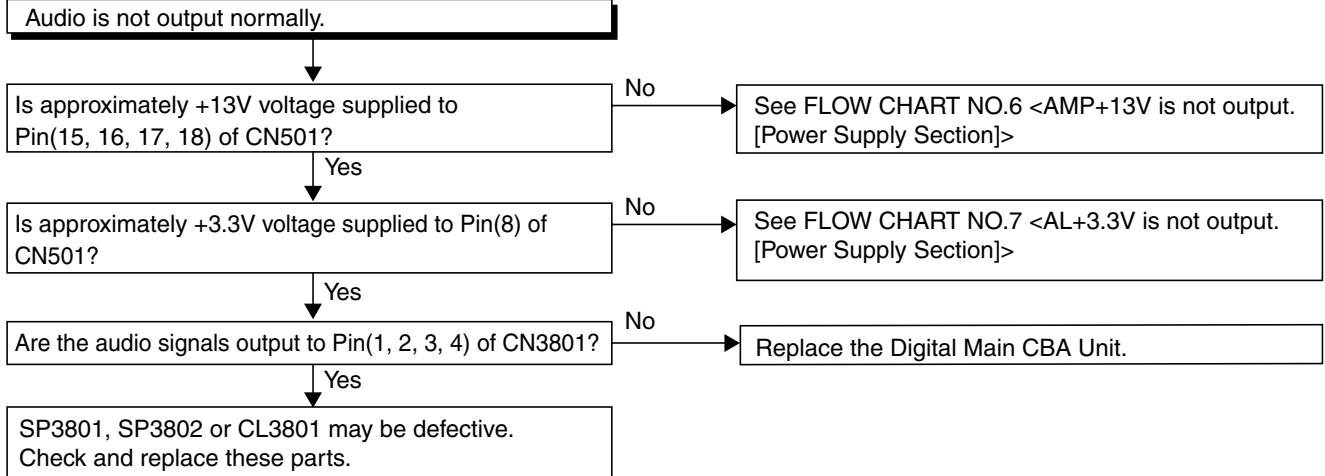 Audio is not output normally.
Is approximately +13V voltage supplied to
Pin(15, 16, 17, 18) of CN501?
No
See FLOW CHART NO.6 <AMP+13V is not output.
[Power Supply Section]>
Yes
Is approximately +3.3V voltage supplied to Pin(8) of
CN501?
No
See FLOW CHART NO.7 <AL+3.3V is not output.
[Power Supply Section]>
Yes
Are the audio signals output to Pin(1, 2, 3, 4) of CN3801?
No
Replace the Digital Main CBA Unit.
Yes
SP3801, SP3802 or CL3801 may be defective.
Check and replace these parts.